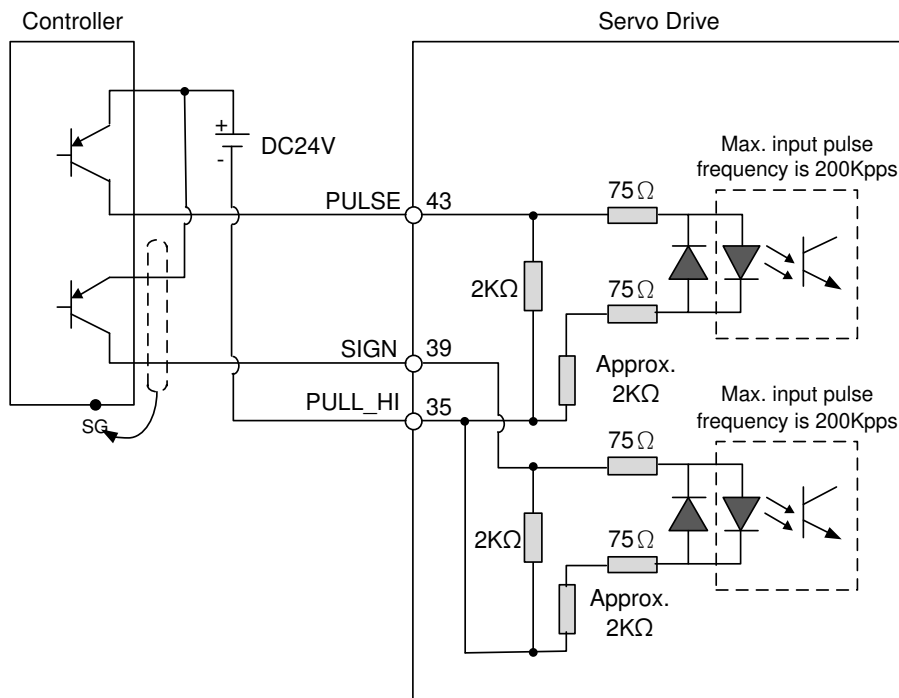 Controller
Servo Drive
+
-
DC24V
Max. input pulse
frequency is 200Kpps
75Ω
PULSE
43
2KΩ
75Ω
SIGN
39
Approx.
2KΩ
PULL_HI
35
SG
Max. input pulse
frequency is 200Kpps
75Ω
2KΩ
75Ω
Approx.
2KΩ